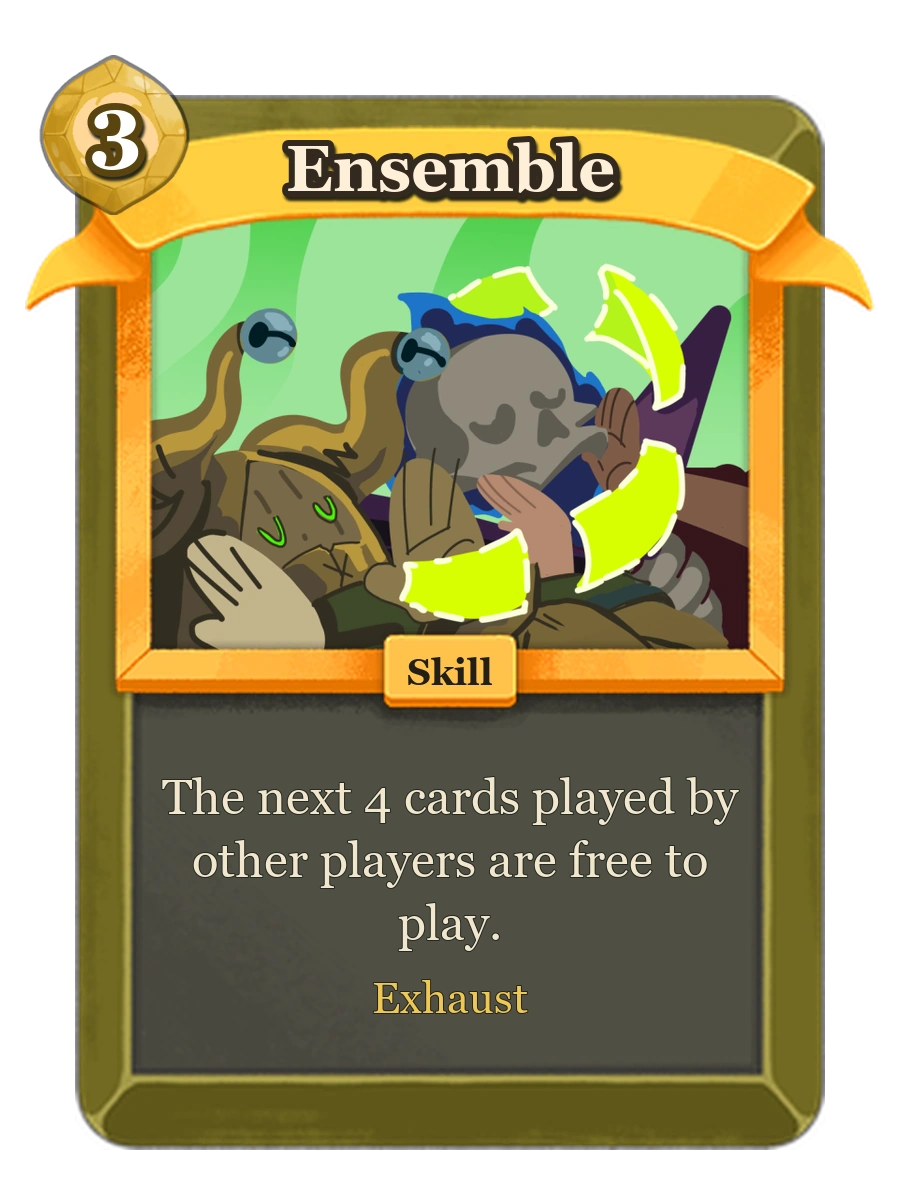 3
Ensemble
Skill
The next 4 cards played by
other players are free to
play.
Exhaust